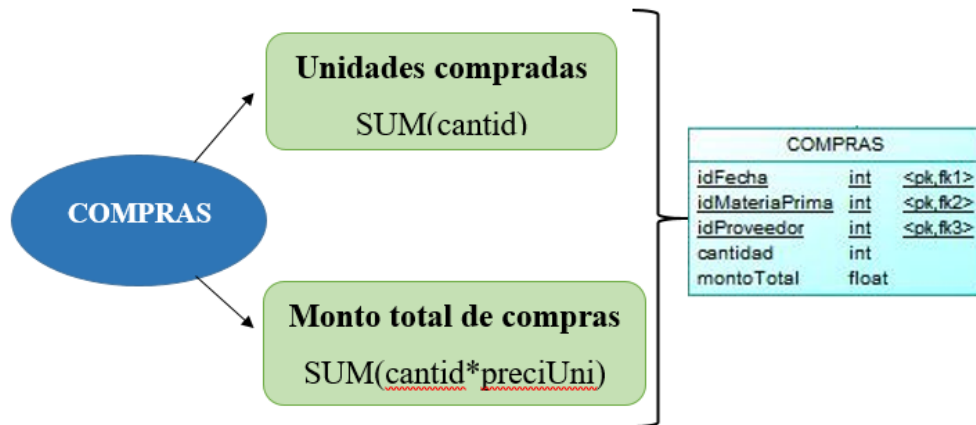 Unidades compradas
SUM(cantid)
COMPRAS
Monto total de compras
SUM(cantid*preciUni)
COMPRAS
idFecha int <pk,fk1>
idMateriaPrima int <pk,fk2>
idProveedor int <pk,fk3>
cantidad int
montoTotal float